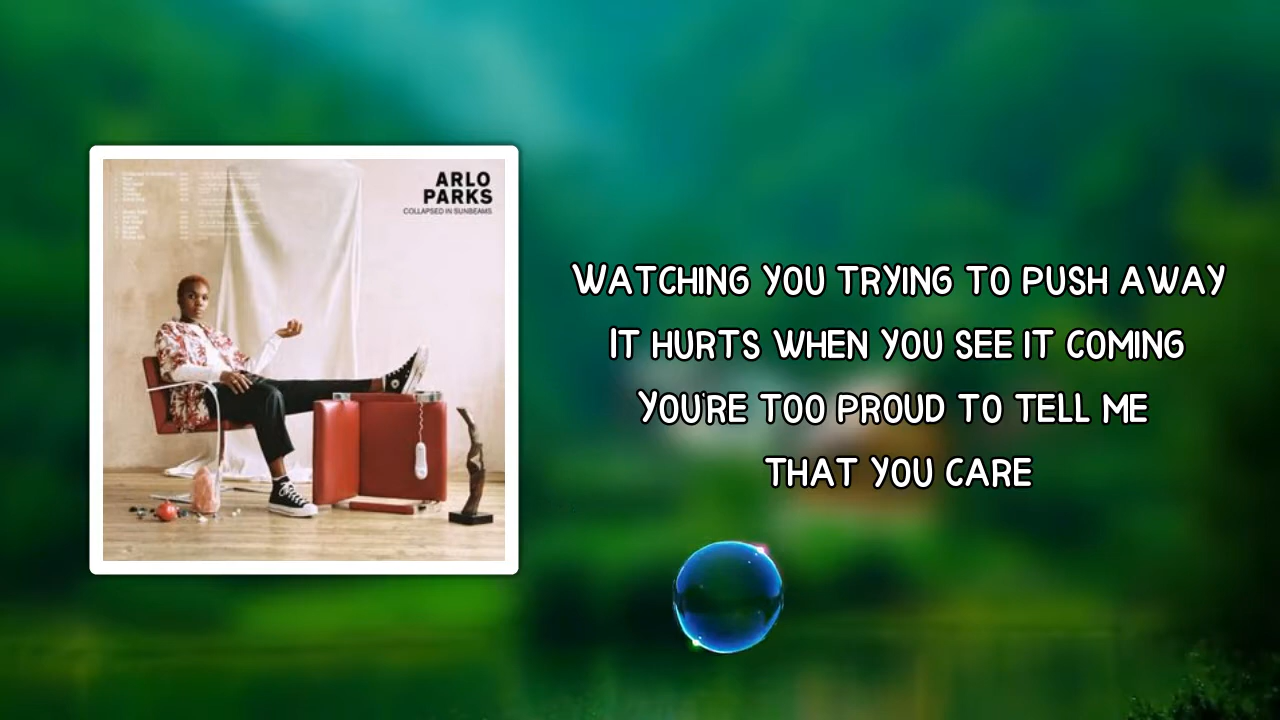 ARLO
PARKS
COLLAPSED IN SUNBEAMS
WATCHING YOU TRYING TO PUSH AWAY
IT HURTS WHEN YOU SEE IT COMING
YOU'RE TOO PROUD TO TELL ME
THAT YOU CARE